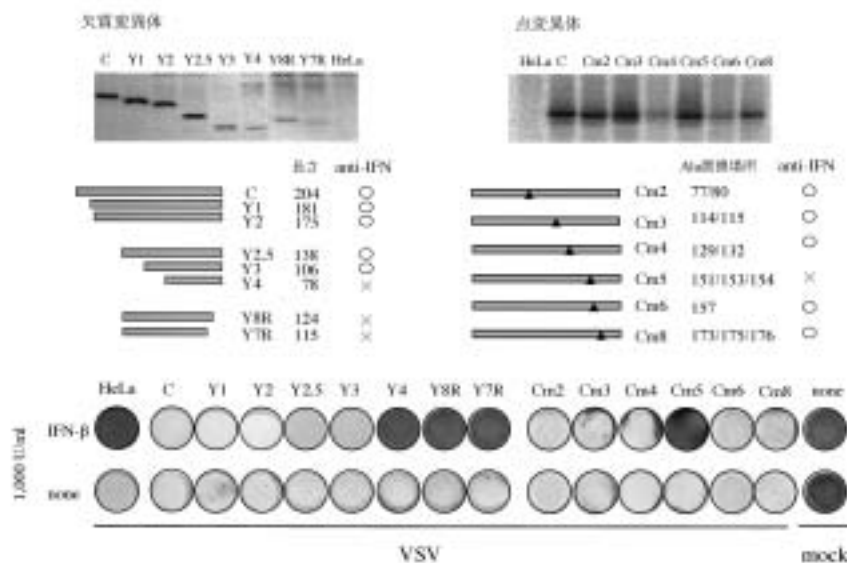 欠損変異体
C Y1 Y2 Y2.5 Y3 Y4 Y8R Y7R HeLa
長さ anti-IFN
C 204 ○
Y1 181 ○
Y2 175 ○
Y2.5 138 ○
Y3 106 ○
Y4 78 ×
Y8R 124 ×
Y7R 115 ×
点変異体
HeLa C Cm2 Cm3 Cm4 Cm5 Cm6 Cm8
Ala置換場所 anti-IFN
Cm2 77/80 ○
Cm3 114/115 ○
Cm4 129/132 ○
Cm5 151/153/154 ×
Cm6 157 ○
Cm8 173/175/176 ○
HeLa C Y1 Y2 Y2.5 Y3 Y4 Y8R Y7R Cm2 Cm3 Cm4 Cm5 Cm6 Cm8 none
1,000 U/ml
IFN-β
none
VSV mock